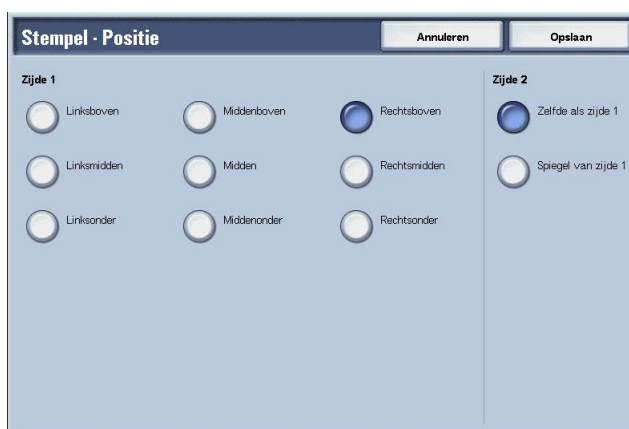 Stempel - Positie
Annuleren
Opslaan
Zijde 1
Zijde 2
Linksboven
Middenboven
Rechtsboven
Zelfde als zijde 1
Linksmidden
Midden
Rechtsmidden
Spiegel van zijde 1
Linksonder
Middenonder
Rechtsonder